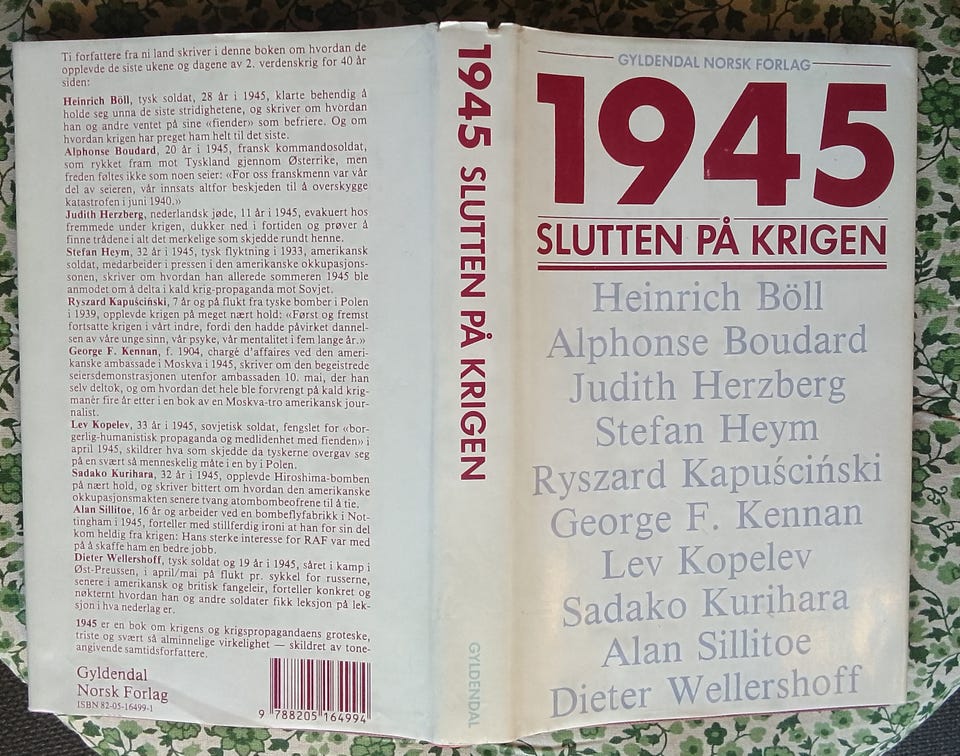 Ti forfattere fra ni land skriver i denne boken om hvordan de
opplevde de siste ukene og dagene av 2. verdenskrig for 40 år
siden:
Heinrich Böll, tysk soldat, 28 år i 1945, klarte behendig å
holde seg unna de siste stridighetene, og skriver om hvordan
han og andre ventet på sine «fiender» som befriere. Og om
hvordan krigen har preget ham helt til det siste.
Alphonse Boudard, 20 år i 1945, fransk kommandosoldat,
som rykket fram mot Tyskland gjennom Østerrike, men
freden føltes ikke som noen seier: «For oss franskmenn var vår
del av seieren, vår innsats altfor beskjeden til å overskygge
katastrofen i juni 1940.»
Judith Herzberg, nederlandsk jøde, 11 år i 1945, evakuert hos
fremmede under krigen, dukker ned i fortiden og prøver å
finne trådene i alt det merkelige som skjedde rundt henne.
Stefan Heym, 32 år i 1945, tysk flyktning i 1933, amerikansk
soldat, medarbeider i pressen i den amerikanske okkupasjons-
sonen, skriver om hvordan han allerede sommeren 1945 ble
anmodet om å delta i kald krig-propaganda mot Sovjet.
Ryszard Kapuściński, 7 år og på flukt fra tyske bomber i Polen
i 1939, opplevde krigen på meget nært hold: «Først og fremst
fortsatte krigen i vårt indre, fordi den hadde påvirket dannel-
sen av våre unge sinn, vår psyke, vår mentalitet i fem lange år.»
George F. Kennan, f. 1904, chargé d'affaires ved den ameri-
kanske ambassade i Moskva i 1945, skriver om den begeistrede
seiersdemonstrasjonen utenfor ambassaden 10. mai, der han
selv deltok, og om hvordan det hele ble forvrengt på kald krig-
manér fire år etter i en bok av en Moskva-tro amerikansk jour-
nalist.
Lev Kopelev, 33 år i 1945, sovjetisk soldat, fengslet for «bor-
gerlig-humanistisk propaganda og medlidenhet med fienden» i
april 1945, skildrer hva som skjedde da tyskerne overgav seg
på en svært så menneskelig måte i en by i Polen.
Sadako Kurihara, 32 år i 1945, opplevde Hiroshima-bomben
på nært hold, og skriver bittert om hvordan den amerikanske
okkupasjonsmakten senere tvang atombombeofrene til å tie.
Alan Sillitoe, 16 år og arbeider ved en bombeflyfabrikk i Not-
tingham i 1945, forteller med stillferdig ironi at han for sin del
kom heldig fra krigen: Hans sterke interesse for RAF var med
på å skaffe ham en bedre jobb.
Dieter Wellershoff, tysk soldat og 19 år i 1945, såret i kamp i
Øst-Preussen, i april/mai på flukt pr. sykkel for russerne,
senere i amerikansk og britisk fangeleir, forteller konkret og
nøkternt hvordan han og andre soldater fikk leksjon på lek-
sjon i hva nederlag er.
1945 er en bok om krigens og krigspropagandaens groteske,
triste og svært så alminnelige virkelighet — skildret av tone-
angivende samtidsforfattere.
Gyldendal
Norsk Forlag
ISBN 82-05-16499-1
9 788205 164994
1945 SLUTTEN PÅ KRIGEN
GYLDENDAL
GYLDENDAL NORSK FORLAG
1945
SLUTTEN PÅ KRIGEN
Heinrich Böll
Alphonse Boudard
Judith Herzberg
Stefan Heym
Ryszard Kapuściński
George F. Kennan
Lev Kopelev
Sadako Kurihara
Alan Sillitoe
Dieter Wellershoff